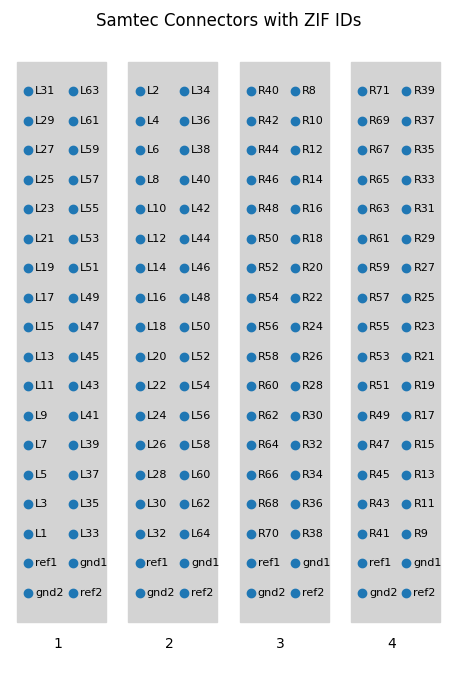 Samtec Connectors with ZIF IDs
L31 L63 L2 L34 R40 R8 R71 R39
L29 L61 L4 L36 R42 R10 R69 R37
L27 L59 L6 L38 R44 R12 R67 R35
L25 L57 L8 L40 R46 R14 R65 R33
L23 L55 L10 L42 R48 R16 R63 R31
L21 L53 L12 L44 R50 R18 R61 R29
L19 L51 L14 L46 R52 R20 R59 R27
L17 L49 L16 L48 R54 R22 R57 R25
L15 L47 L18 L50 R56 R24 R55 R23
L13 L45 L20 L52 R58 R26 R53 R21
L11 L43 L22 L54 R60 R28 R51 R19
L9 L41 L24 L56 R62 R30 R49 R17
L7 L39 L26 L58 R64 R32 R47 R15
L5 L37 L28 L60 R66 R34 R45 R13
L3 L35 L30 L62 R68 R36 R43 R11
L1 L33 L32 L64 R70 R38 R41 R9
ref1 gnd1 ref1 gnd1 ref1 gnd1 ref1 gnd1
gnd2 ref2 gnd2 ref2 gnd2 ref2 gnd2 ref2
1 2 3 4